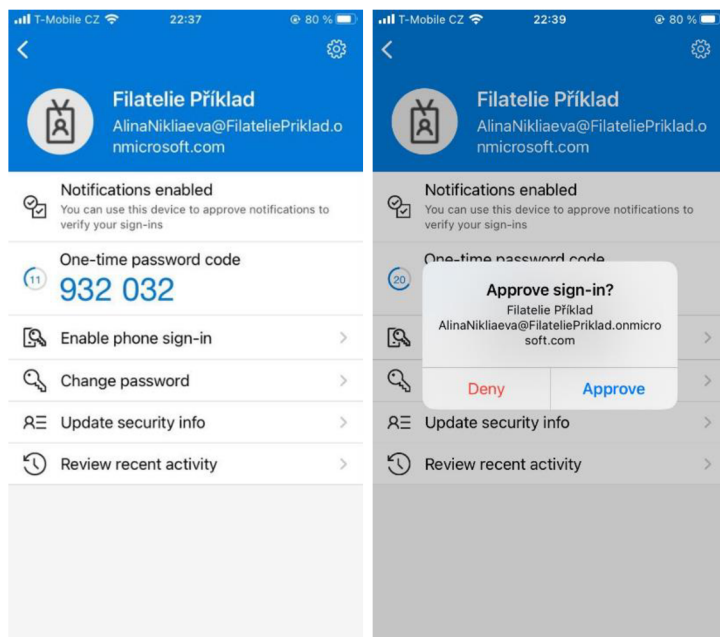 T-Mobile CZ 22:37 80 %
Filatelie Příklad
AlinaNikliaeva@FilateliePriklad.o
nmicrosoft.com
Notifications enabled
You can use this device to approve notifications to
verify your sign-ins
One-time password code
11
932 032
Enable phone sign-in
Change password
Update security info
Review recent activity
T-Mobile CZ 22:39 80 %
Filatelie Příklad
AlinaNikliaeva@FilateliePriklad.o
nmicrosoft.com
Notifications enabled
You can use this device to approve notifications to
verify your sign-ins
One-time password code
20
Approve sign-in?
Filatelie Příklad
AlinaNikliaeva@FilateliePriklad.onmicro
soft.com
Deny Approve
Update security info
Review recent activity